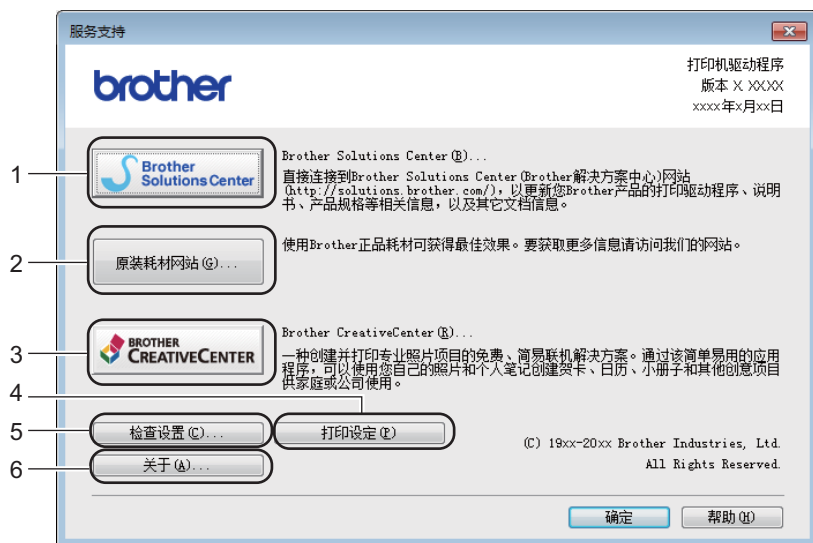 服务支持
brother
打印机驱动程序
版本 X.XXXX
xxxx年x月xx日
1
Brother
Solutions Center
Brother Solutions Center(B)...
直接连接到Brother Solutions Center(Brother解决方案中心)网站
(http://solutions.brother.com/)，以更新您Brother产品的打印驱动程序、说明
书、产品规格等相关信息，以及其它文档信息。
2
原装耗材网站(G)...
使用Brother正品耗材可获得最佳效果。要获取更多信息请访问我们的网站。
3
BROTHER
CREATIVECENTER
Brother CreativeCenter(R)...
一种创建并打印专业照片项目的免费、简易联机解决方案。通过该简单易用的应用
程序，可以使用您自己的照片和个人笔记创建贺卡、日历、小册子和其他创意项目
供家庭或公司使用。
4
5
检查设置(C)...
打印设定(P)
(C) 19xx-20xx Brother Industries, Ltd.
6
关于(A)...
All Rights Reserved.
确定
帮助(H)